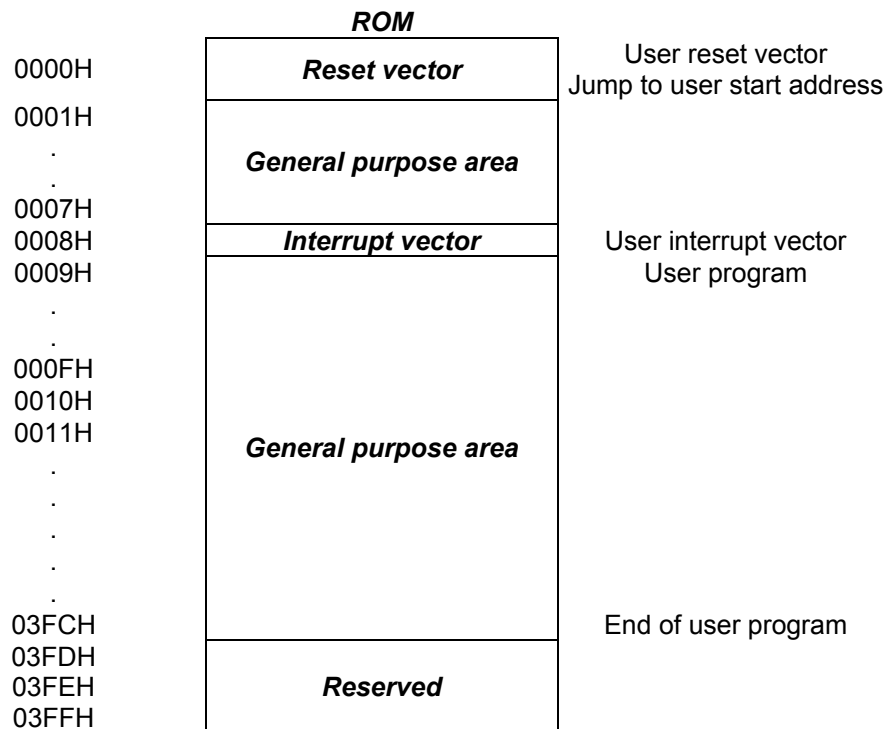 ROM
0000H Reset vector User reset vector
Jump to user start address
0001H
.
General purpose area
.
0007H
0008H Interrupt vector User interrupt vector
0009H User program
.
.
000FH
0010H
0011H General purpose area
.
.
.
.
.
03FCH End of user program
03FDH
03FEH Reserved
03FFH